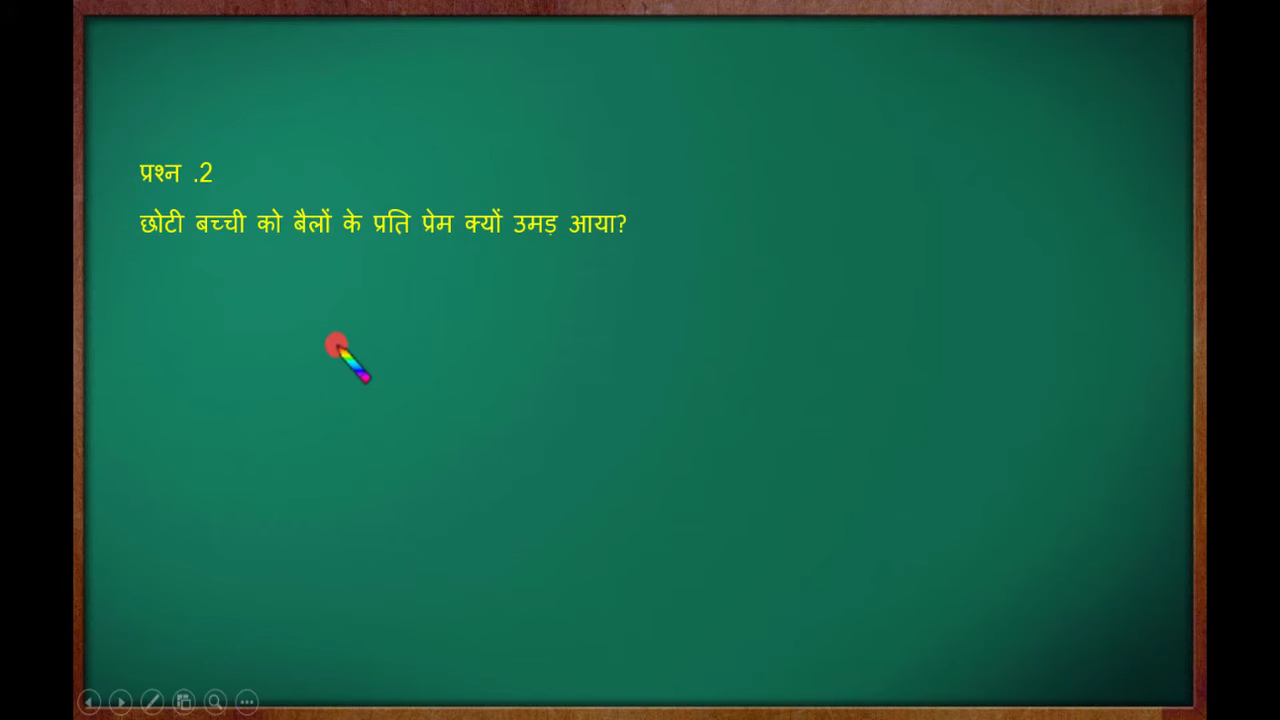 प्रश्न .2
छोटी बच्ची को बैलों के प्रति प्रेम क्यों उमड़ आया?